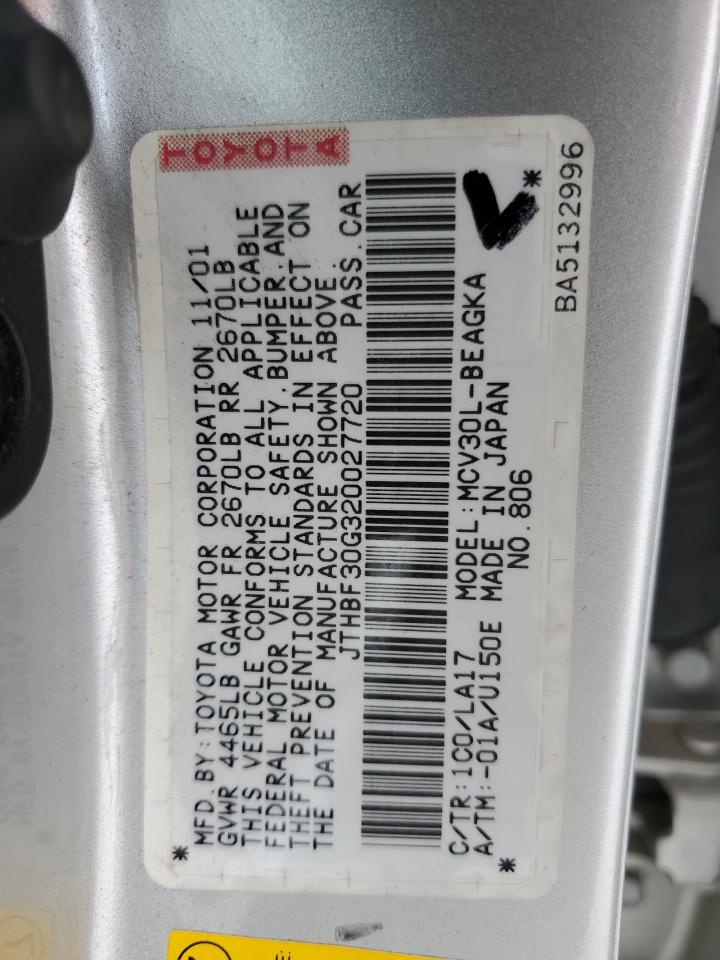 TOYOTA
MFD. BY: TOYOTA MOTOR CORPORATION 11/01
GVWR 4465LB GAWR FR 2670LB RR 2670LB
THIS VEHICLE CONFORMS TO ALL APPLICABLE
FEDERAL MOTOR VEHICLE SAFETY, BUMPER, AND
THEFT PREVENTION STANDARDS IN EFFECT ON
THE DATE OF MANUFACTURE SHOWN ABOVE.
JTHBF30G320027720 PASS. CAR
C/TR: 1C0/LA17 MODEL: MCV30L-BEAGKA
A/TM: -01A/U150E MADE IN JAPAN
NO. 806
BA5132996